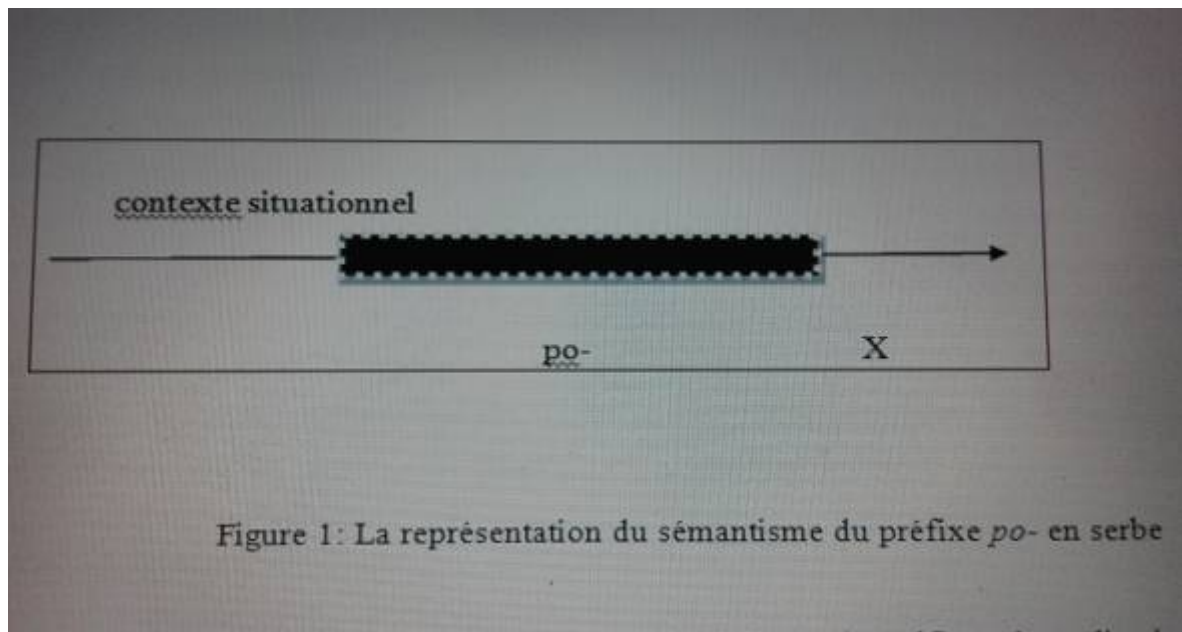 contexte situationnel
po- X
Figure 1: La représentation du sémantisme du préfixe po- en serbe